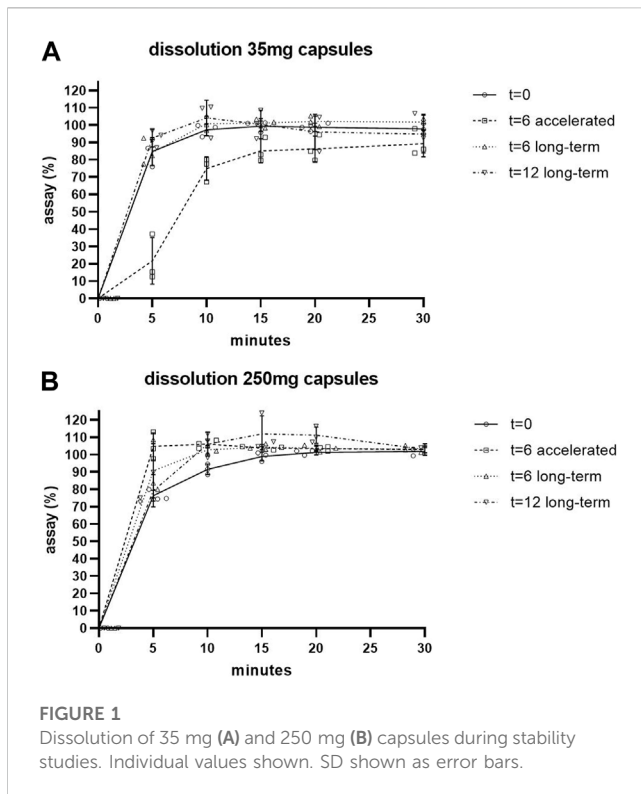 A
dissolution 35mg capsules
120
110
100
90
80
70
60
50
40
30
20
10
0
assay (%)
0 5 10 15 20 25 30
minutes
t=0
t=6 accelerated
t=6 long-term
t=12 long-term
B
dissolution 250mg capsules
120
110
100
90
80
70
60
50
40
30
20
10
0
assay (%)
0 5 10 15 20 25 30
minutes
t=0
t=6 accelerated
t=6 long-term
t=12 long-term
FIGURE 1
Dissolution of 35 mg (A) and 250 mg (B) capsules during stability
studies. Individual values shown. SD shown as error bars.